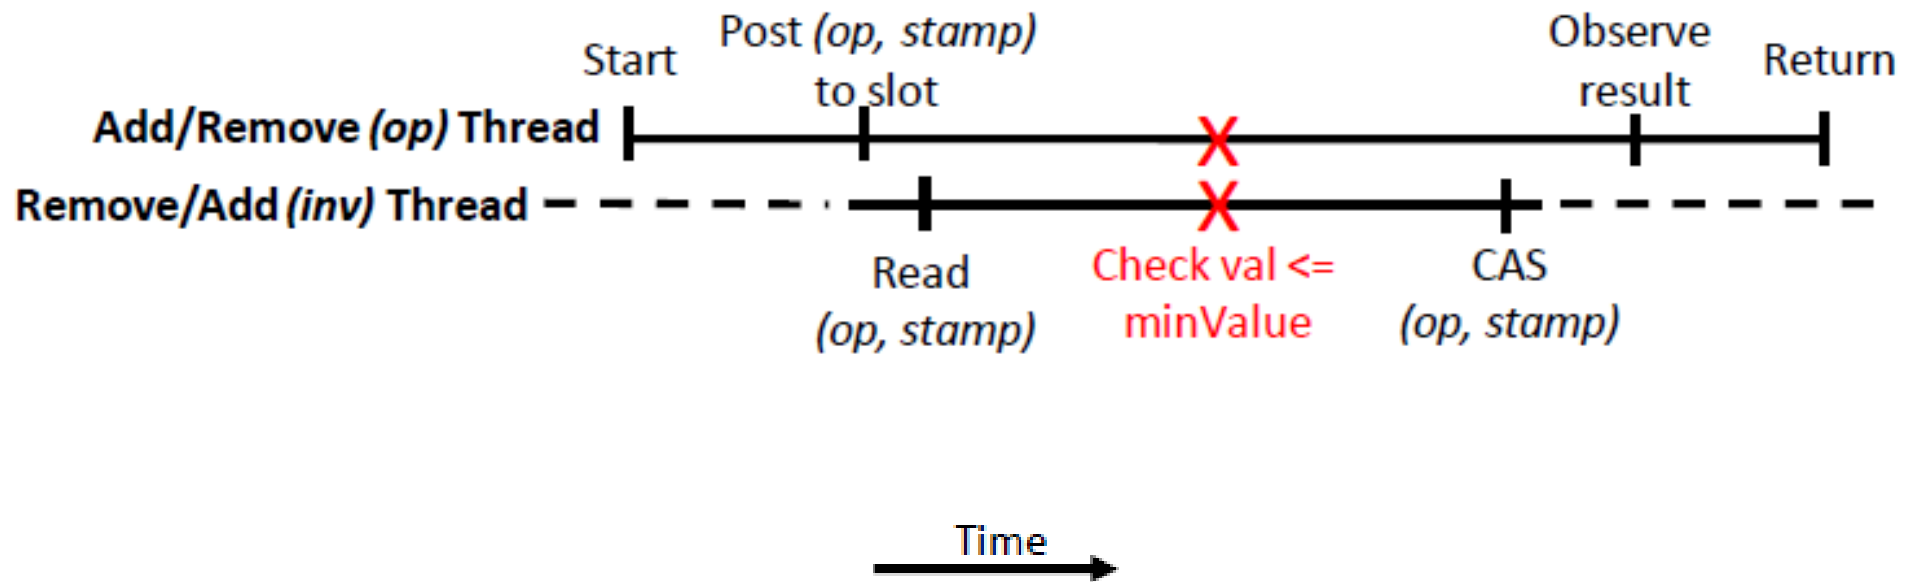 Start
Post (op, stamp)
to slot
Observe
result
Return
Add/Remove (op) Thread
Remove/Add (inv) Thread
Read
(op, stamp)
Check val <=
minValue
CAS
(op, stamp)
Time